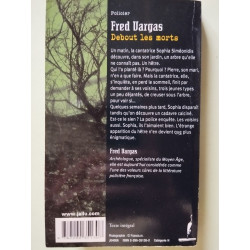 Policier
Fred Vargas
Debout les morts
Un matin, la cantatrice Sophia Siméonidis
découvre, dans son jardin, un arbre qu'elle
ne connaît pas. Un hêtre.
Qui l'a planté là ? Pourquoi ? Pierre, son mari,
n'en a que faire. Mais la cantatrice, elle,
s'inquiète, en perd le sommeil, finit par
demander à ses voisins, trois jeunes types
un peu déjantés, de creuser sous l'arbre,
pour voir si...
Quelques semaines plus tard, Sophia disparaît
tandis qu'on découvre un cadavre calciné.
Est-ce le sien ? La police enquête. Les voisins
aussi. Sophia, ils l'aimaient bien. L'étrange
apparition du hêtre n'en devient que plus
énigmatique.
Fred Vargas
Archéologue, spécialiste du Moyen Âge,
elle est aujourd'hui considérée comme
l'une des valeurs sûres de la littérature
policière française.
www.jailu.com
Texte intégral